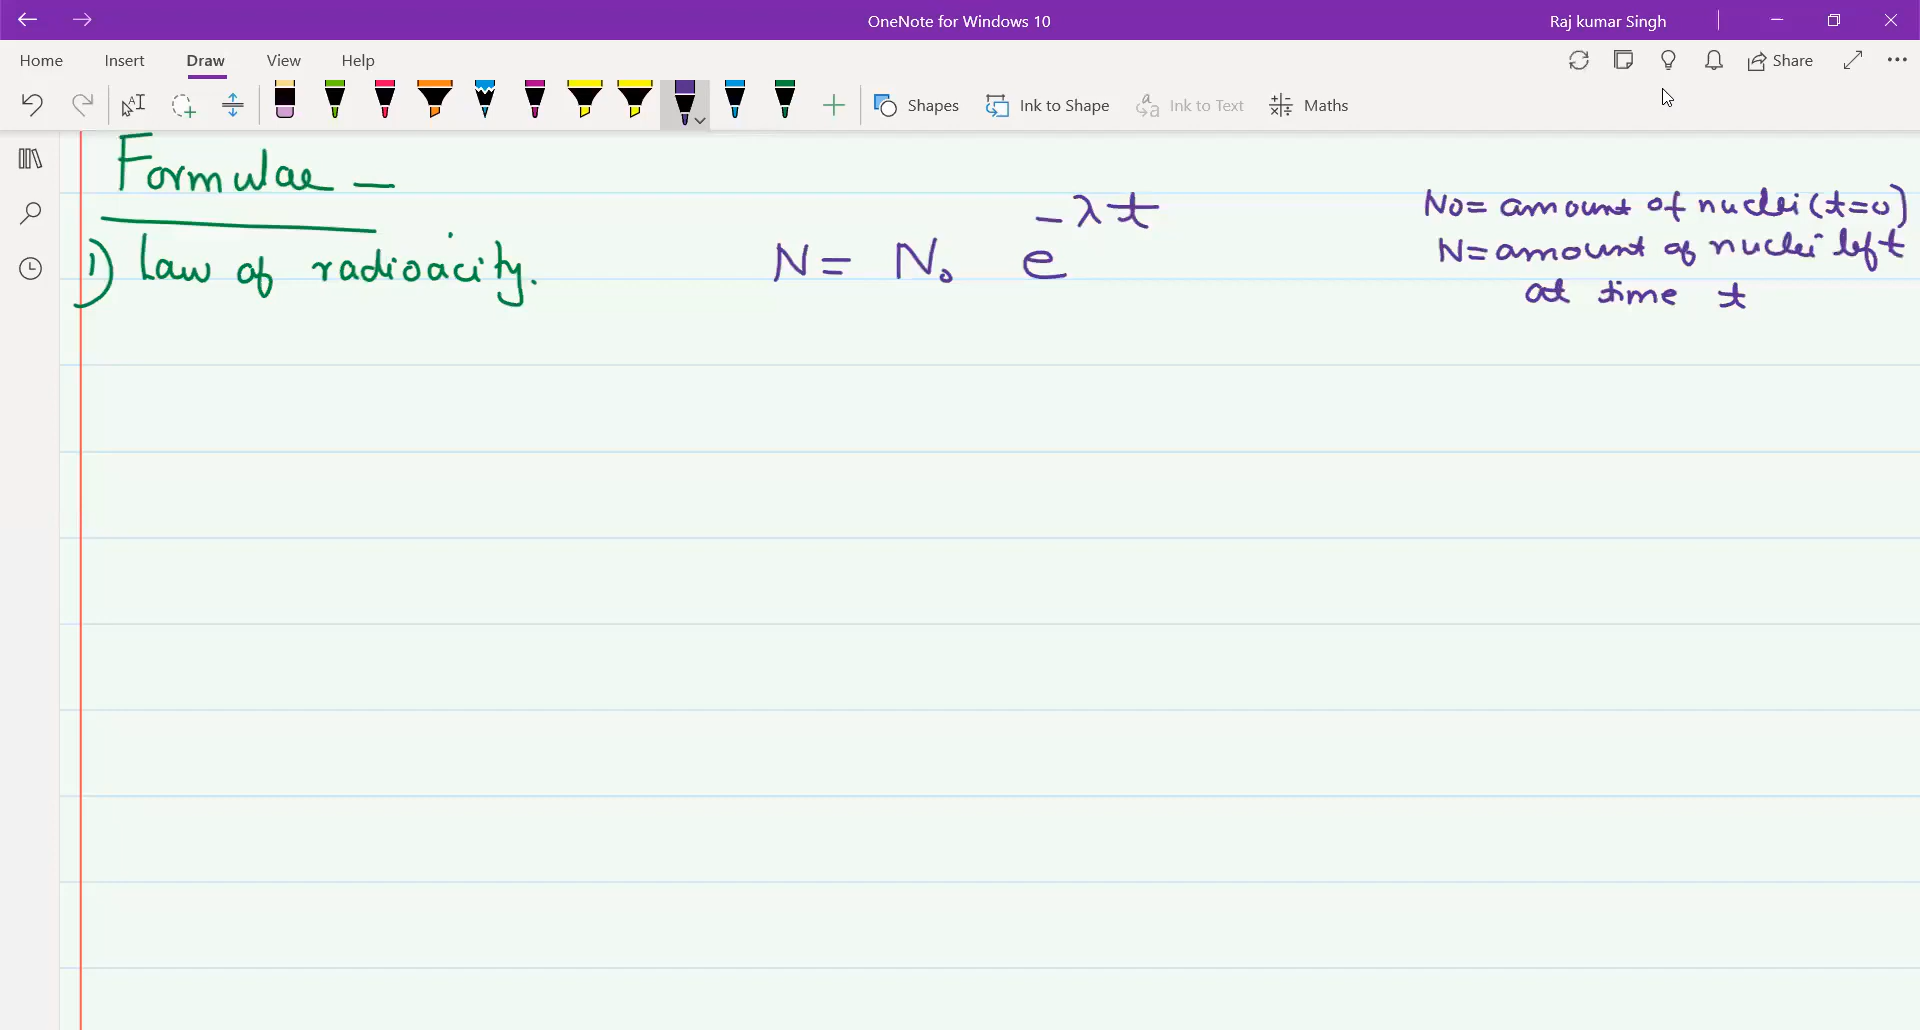 OneNote for Windows 10
Raj kumar Singh
Home Insert Draw View Help
Share
Shapes Ink to Shape Ink to Text Maths
Formulae —
1) Law of radioacity.
N = N₀ e^{-λt}
No= amount of nuclei (t=0)
N= amount of nuclei left
at time t